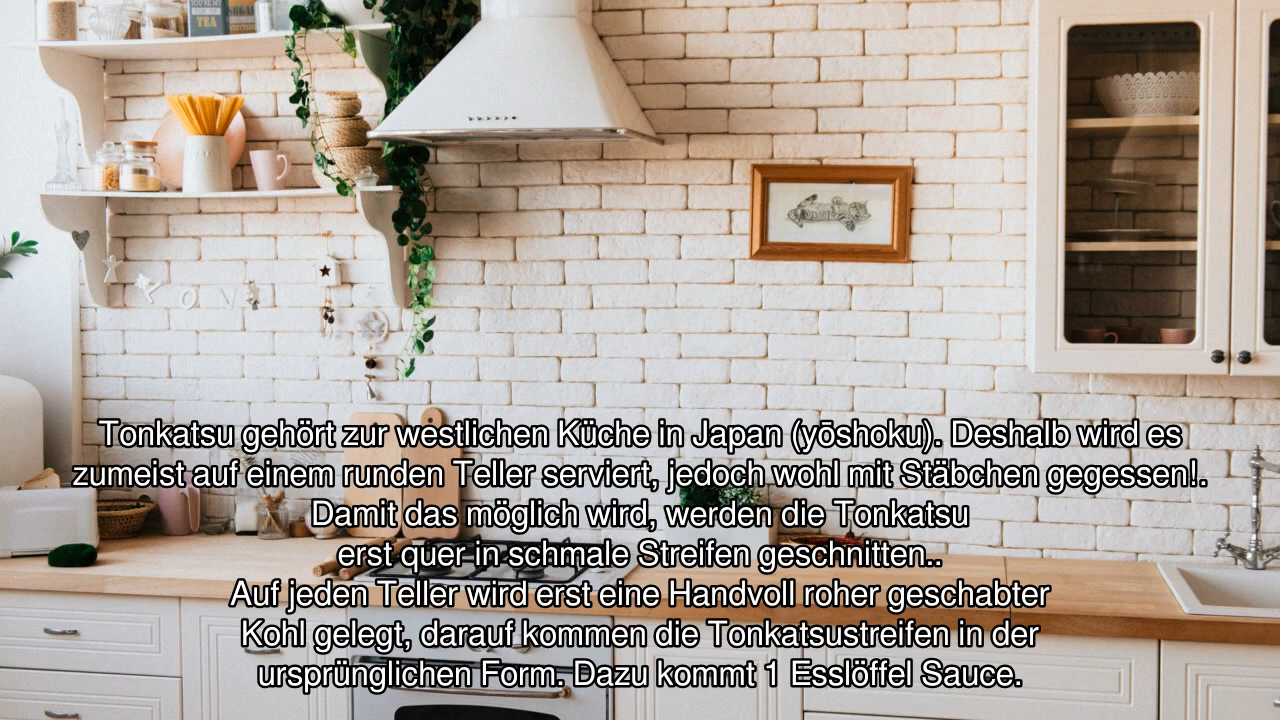 TEA
Tonkatsu gehört zur westlichen Küche in Japan (yōshoku). Deshalb wird es
zumeist auf einem runden Teller serviert, jedoch wohl mit Stäbchen gegessen!.
Damit das möglich wird, werden die Tonkatsu
erst quer in schmale Streifen geschnitten..
Auf jeden Teller wird erst eine Handvoll roher geschabter
Kohl gelegt, darauf kommen die Tonkatsustreifen in der
ursprünglichen Form. Dazu kommt 1 Esslöffel Sauce.